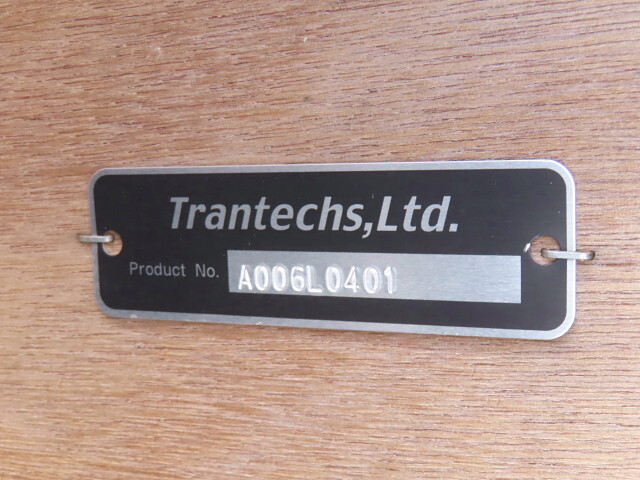 Trantechs,Ltd.
Product No. A006L0401